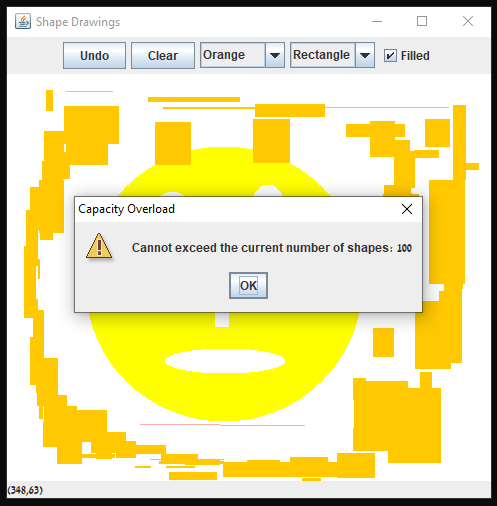 Shape Drawings
Undo Clear Orange Rectangle Filled
Capacity Overload
Cannot exceed the current number of shapes: 100
OK
(348,63)